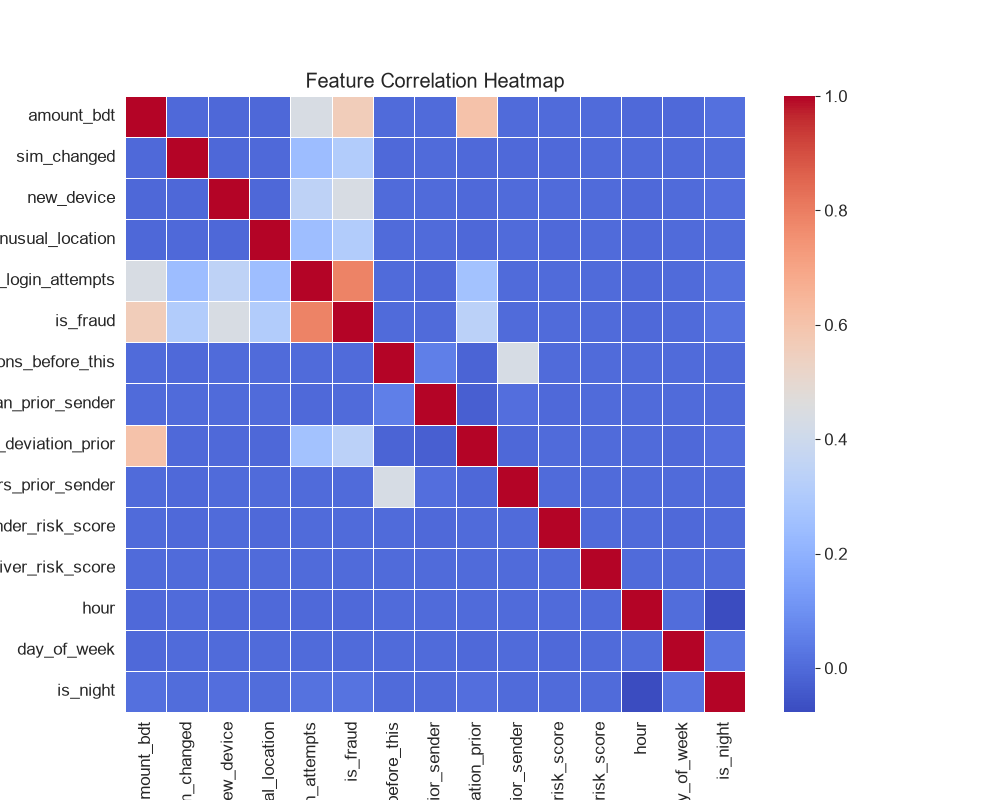 Feature Correlation Heatmap
amount_bdt
sim_changed
new_device
nusual_location
_login_attempts
is_fraud
ons_before_this
an_prior_sender
_deviation_prior
rs_prior_sender
nder_risk_score
iver_risk_score
hour
day_of_week
is_night
mount_bdt
n_changed
ew_device
al_location
n_attempts
is_fraud
before_this
ior_sender
ation_prior
ior_sender
risk_score
risk_score
hour
y_of_week
is_night
1.0
0.8
0.6
0.4
0.2
0.0